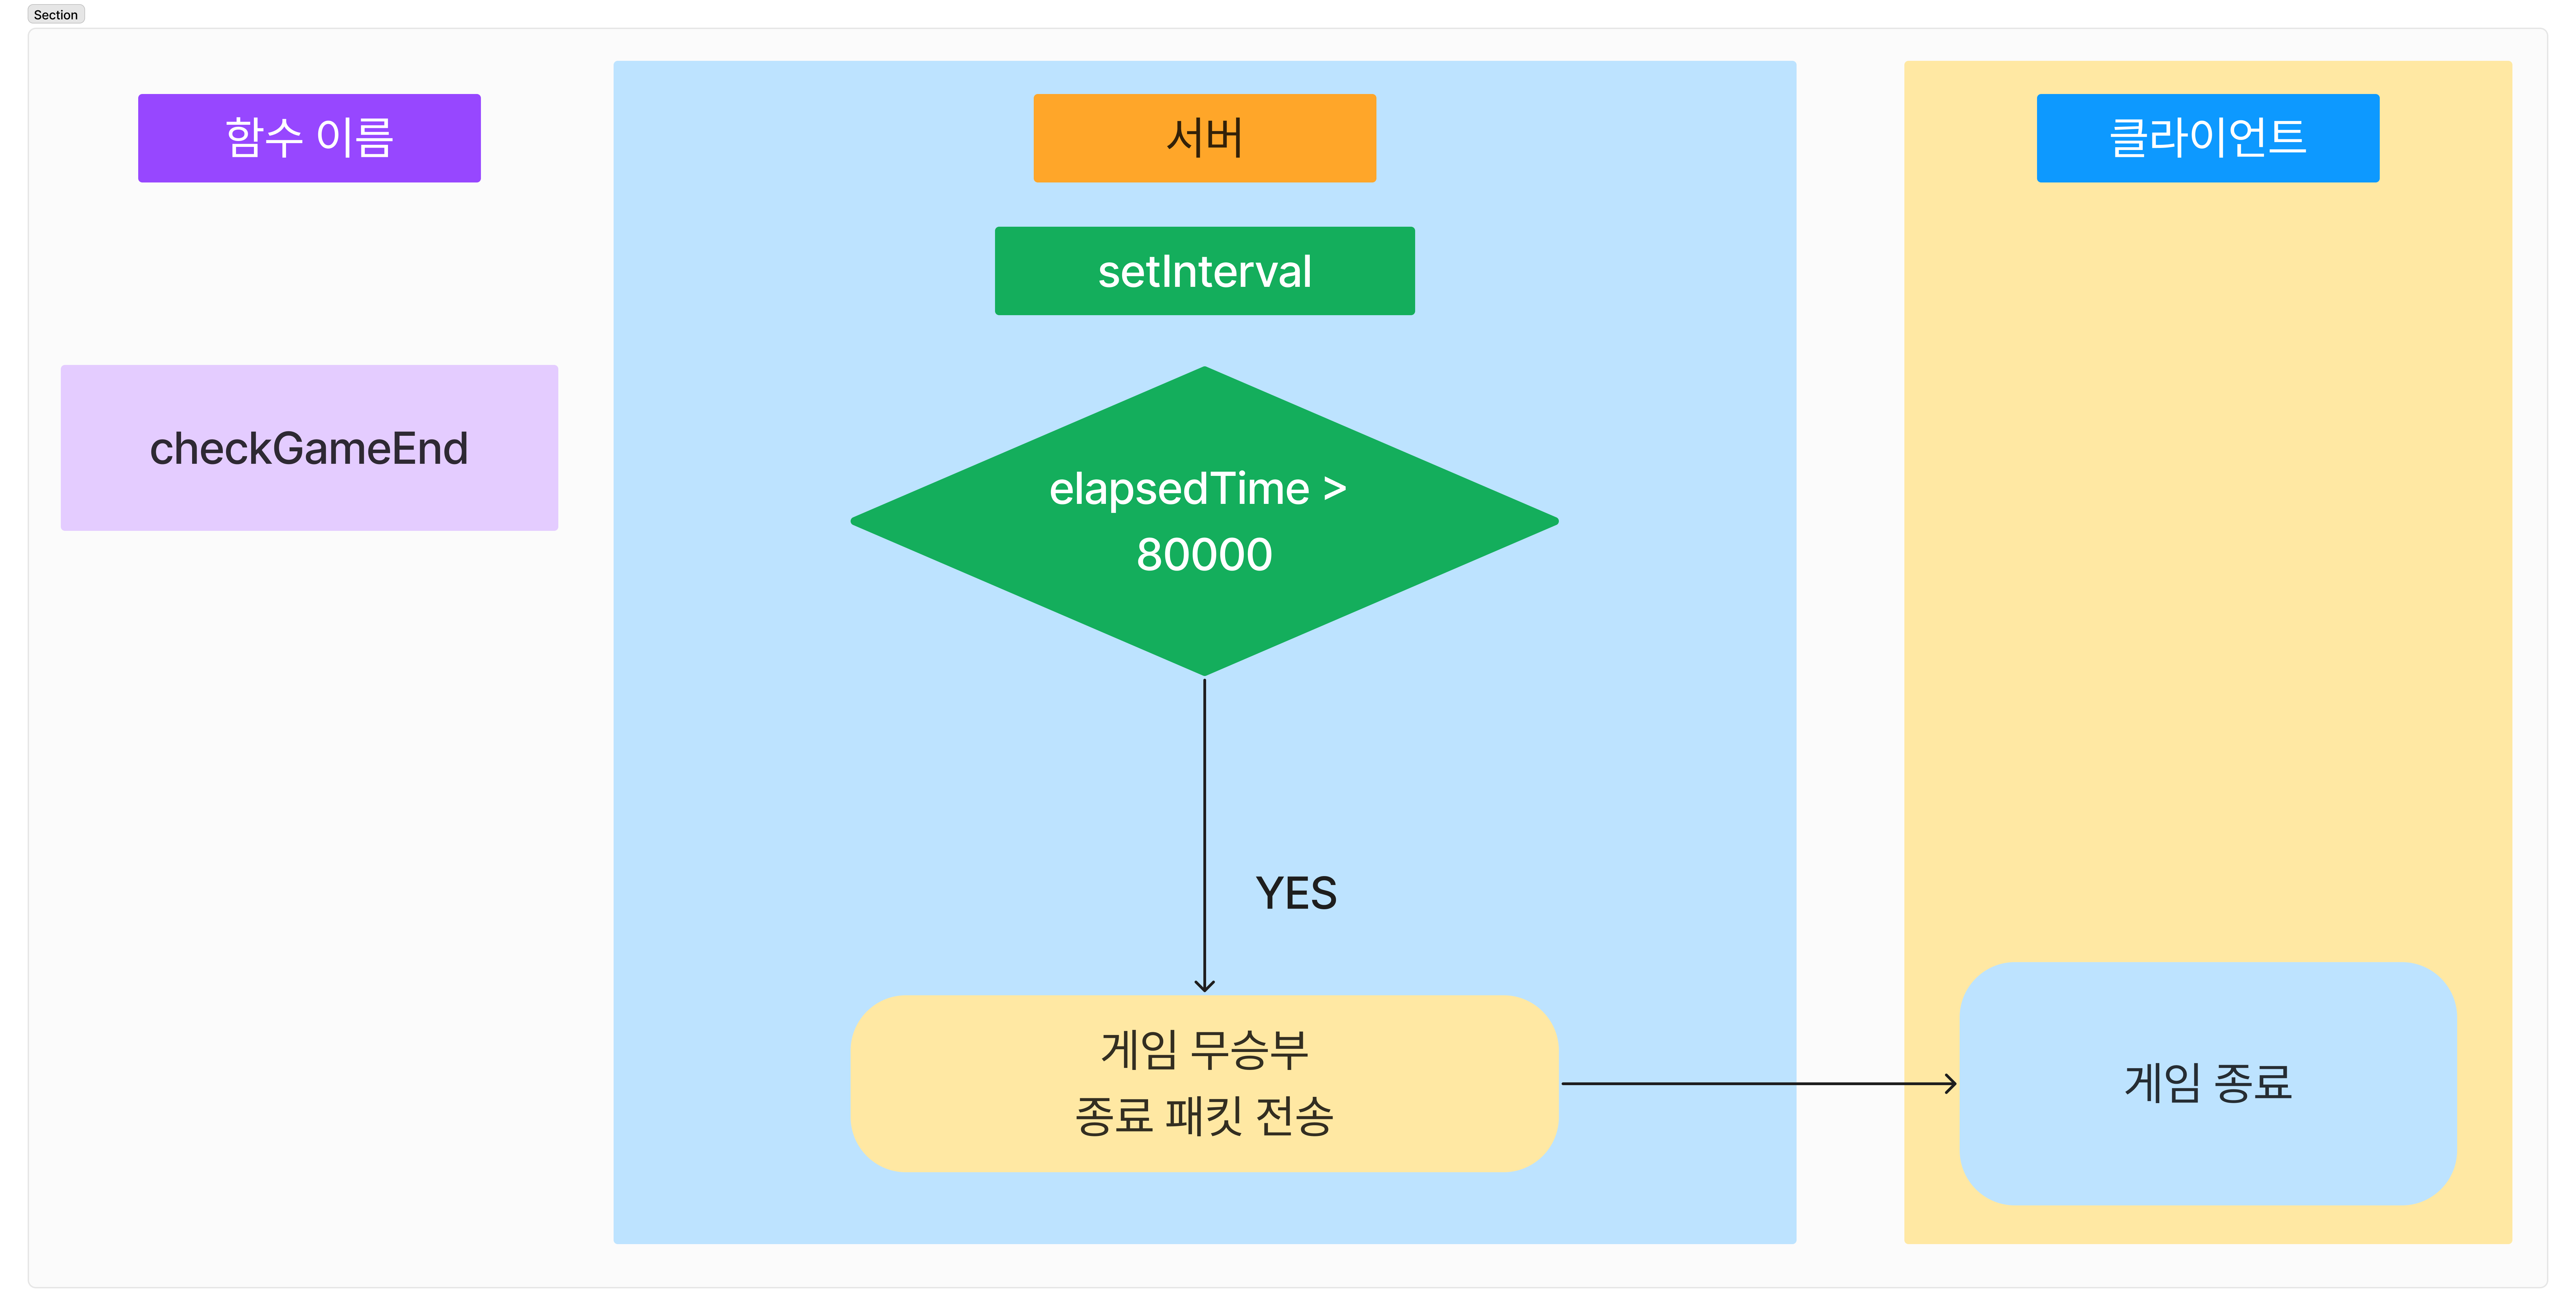 Section
함수 이름
서버
클라이언트
setInterval
checkGameEnd
elapsedTime >
80000
YES
게임 무승부
종료 패킷 전송
게임 종료